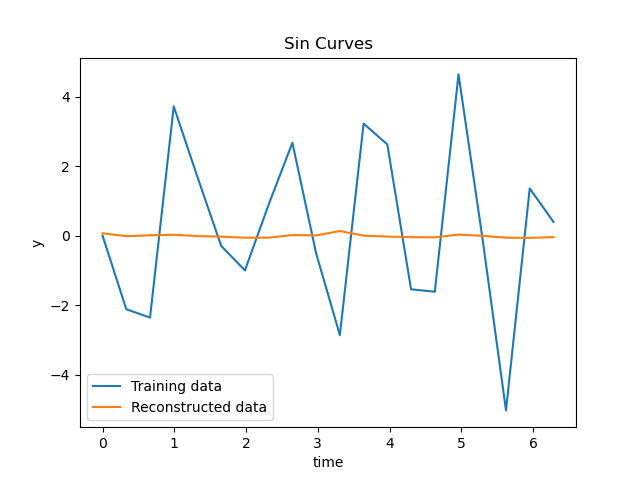 Sin Curves
y
4
2
0
−2
−4
Training data
Reconstructed data
0 1 2 3 4 5 6
time